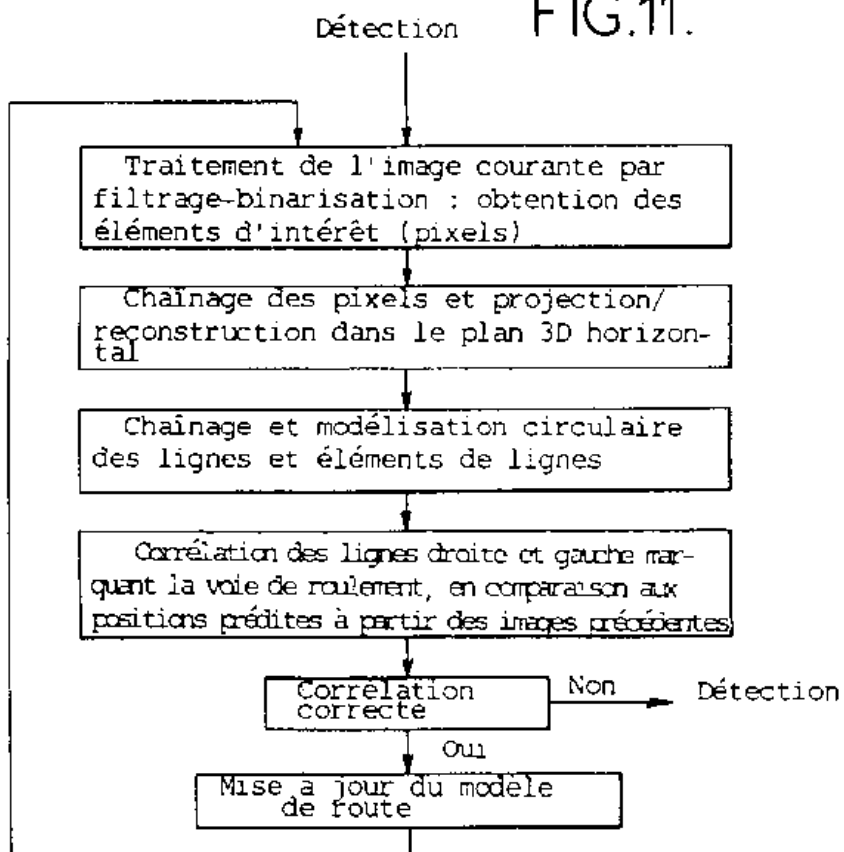 FIG.11.
Détection
Traitement de l'image courante par
filtrage-binarisation : obtention des
éléments d'intérêt (pixels)
Chaînage des pixels et projection/
reconstruction dans le plan 3D horizon-
tal
Chaînage et modélisation circulaire
des lignes et éléments de lignes
Corrélation des lignes droite et gauche mar-
quant la voie de roulement, en comparaison aux
positions prédites à partir des images précédentes
Corrélation
correcte
Non
Détection
Oui
Mise à jour du modèle
de route